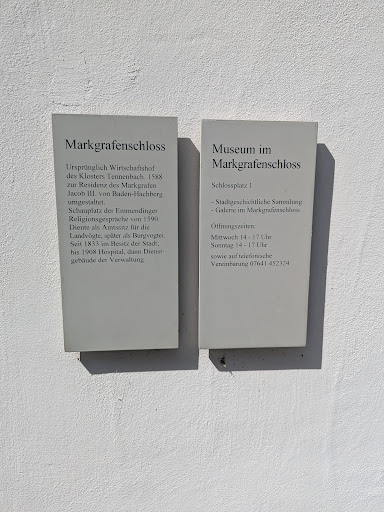 Markgrafenschloss
Ursprünglich Wirtschaftshof
des Klosters Tennenbach. 1588
zur Residenz des Markgrafen
Jacob III. von Baden-Hachberg
umgestaltet.
Schauplatz der Emmendinger
Religionsgespräche von 1590.
Diente als Amtssitz für die
Landvögte, später als Burgvogtei.
Seit 1833 im Besitz der Stadt,
bis 1908 Hospital, dann Dienst-
gebäude der Verwaltung.
Museum im
Markgrafenschloss
Schlossplatz 1
- Stadtgeschichtliche Sammlung
- Galerie im Markgrafenschloss
Öffnungszeiten:
Mittwoch 14 - 17 Uhr
Sonntag 14 - 17 Uhr
sowie auf telefonische
Vereinbarung 07641 452324